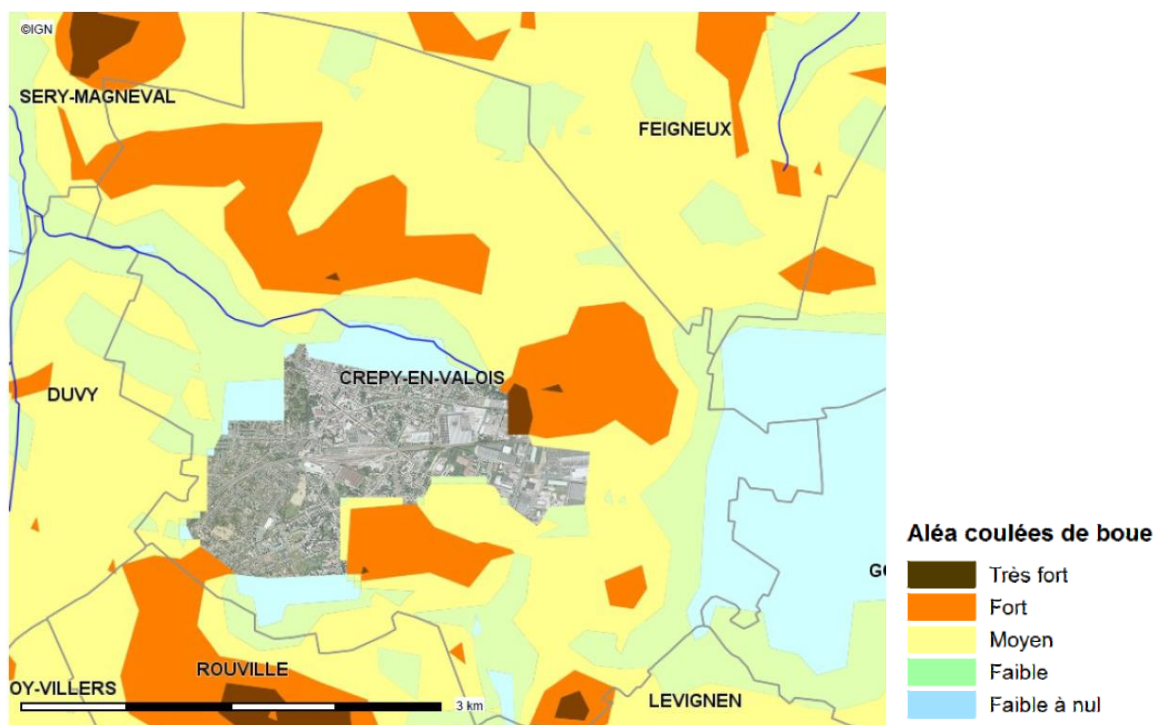 ©IGN
SERY-MAGNEVAL
FEIGNEUX
CREPY-EN-VALOIS
DUVY
GO
ROUVILLE
OY-VILLERS
LEVIGNEN
3 km
Aléa coulées de boue
Très fort
Fort
Moyen
Faible
Faible à nul